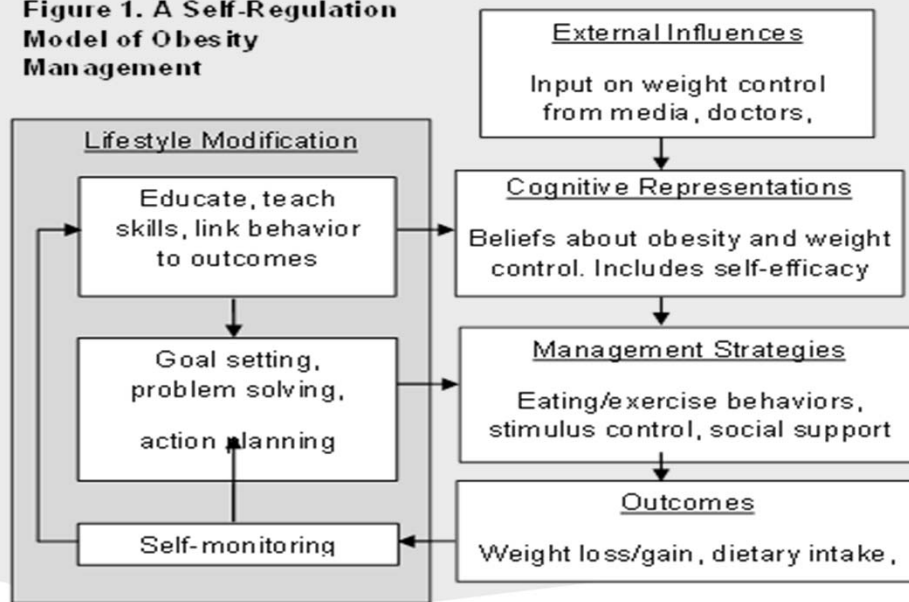 Figure 1. A Self-Regulation
Model of Obesity
Management
External Influences
Input on weight control
from media, doctors,
Lifestyle Modification
Educate, teach
skills, link behavior
to outcomes
Cognitive Representations
Beliefs about obesity and weight
control. Includes self-efficacy
Goal setting,
problem solving,
action planning
Management Strategies
Eating/exercise behaviors,
stimulus control, social support
Self-monitoring
Outcomes
Weight loss/gain, dietary intake,